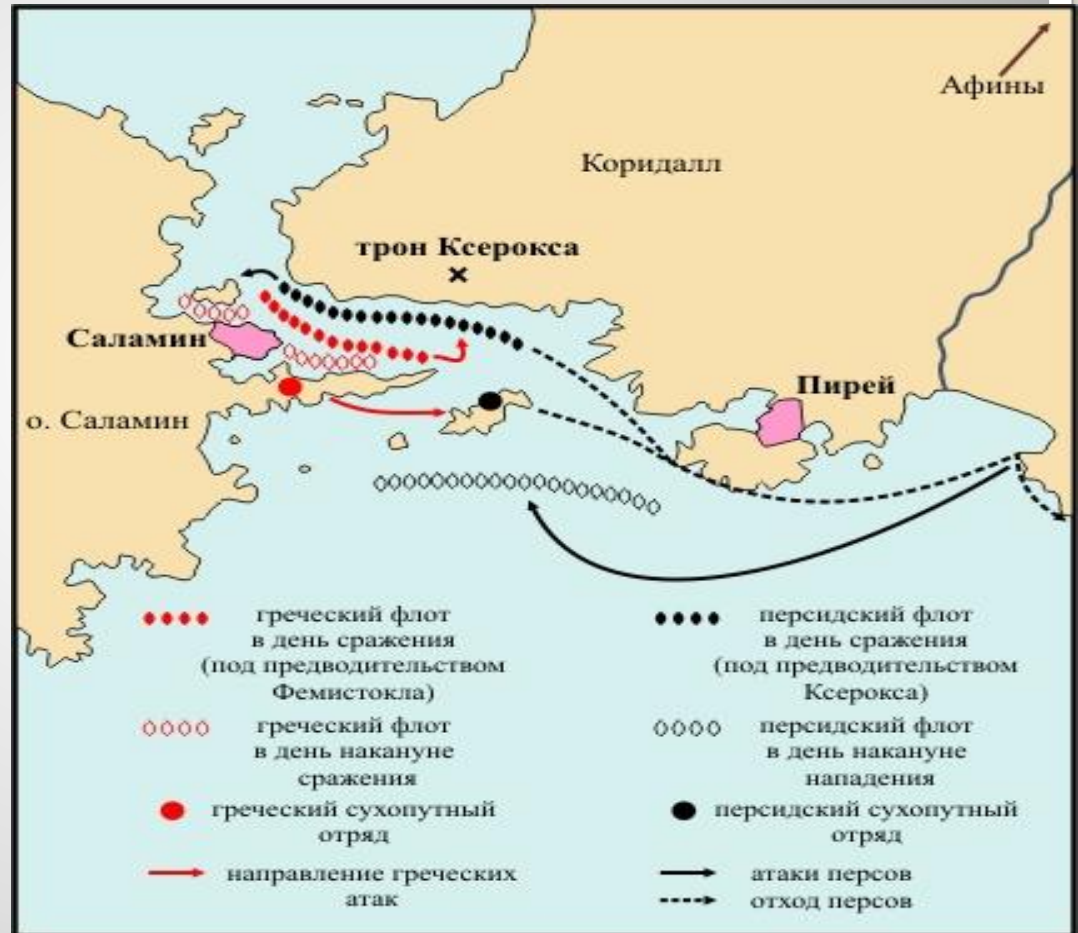 Афины
Коридалл
трон Ксерокса
Саламин
Пирей
о. Саламин
греческий флот
в день сражения
(под предводительством
Фемистокла)
греческий флот
в день накануне
сражения
греческий сухопутный
отряд
направление греческих
атак
персидский флот
в день сражения
(под предводительством
Ксерокса)
персидский флот
в день накануне
нападения
персидский сухопутный
отряд
атаки персов
отход персов